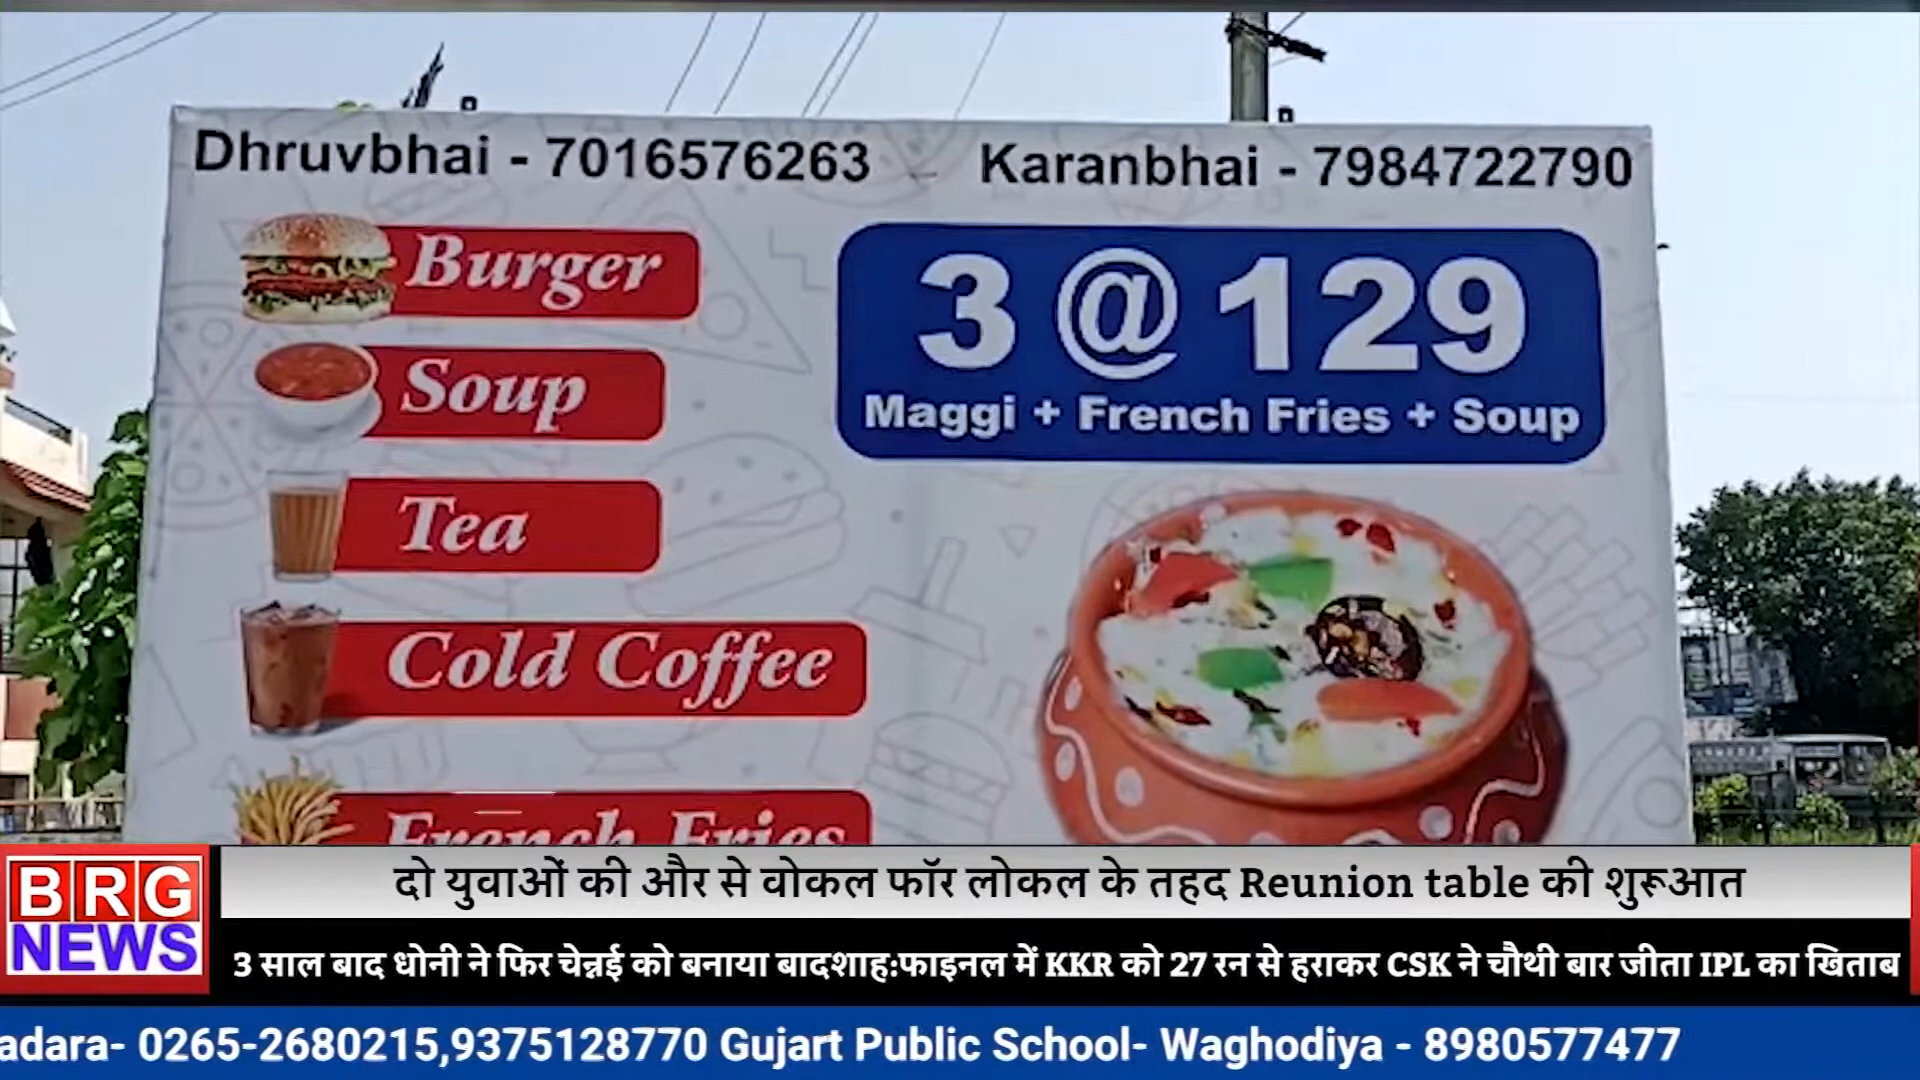 Dhruvbhai - 7016576263
Karanbhai - 7984722790
Burger
3 @ 129
Maggi + French Fries + Soup
Soup
Tea
Cold Coffee
French Fries
BRG
NEWS
दो युवाओं की और से वोकल फॉर लोकल के तहद Reunion table की शुरूआत
3 साल बाद धोनी ने फिर चेन्नई को बनाया बादशाह:फाइनल में KKR को 27 रन से हराकर CSK ने चौथी बार जीता IPL का खिताब
adara- 0265-2680215,9375128770 Gujart Public School- Waghodiya - 8980577477